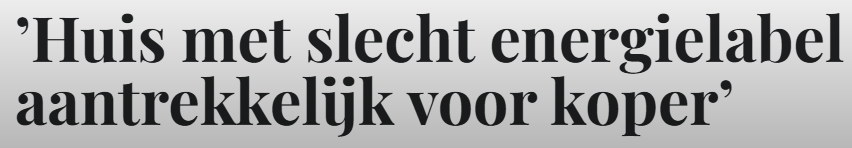 ’Huis met slecht energielabel
aantrekkelijk voor koper’